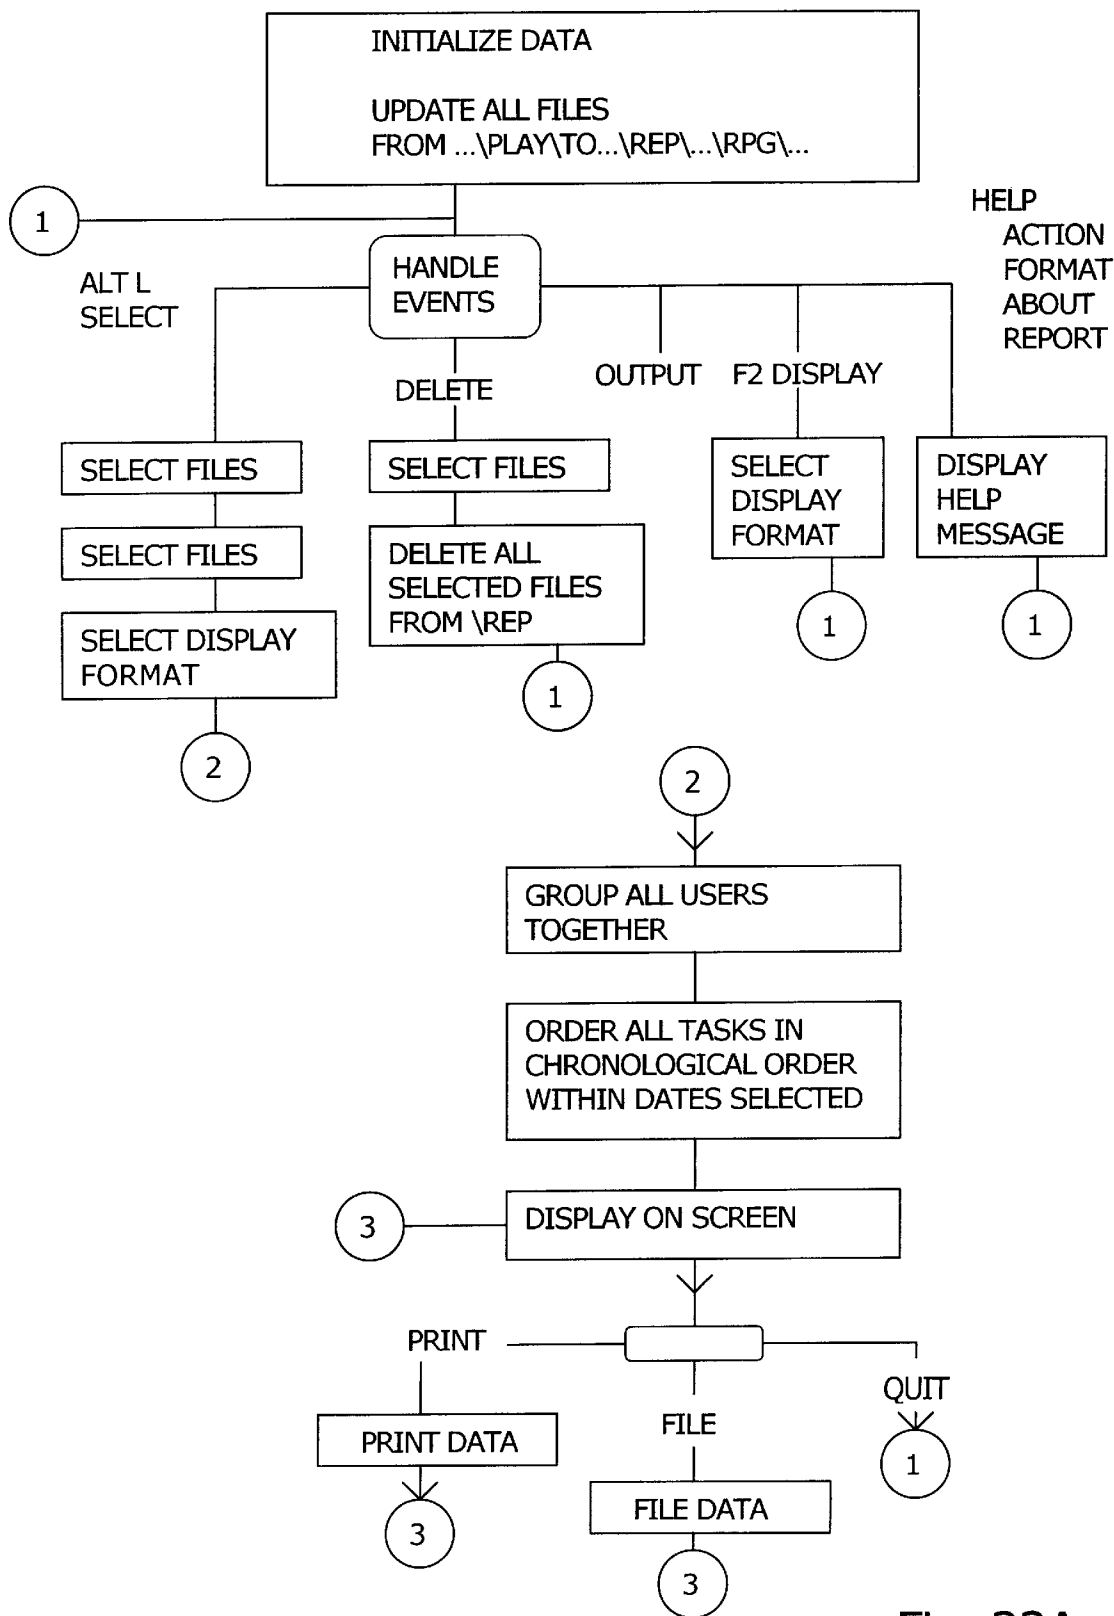 INITIALIZE DATA
UPDATE ALL FILES
FROM ...\PLAY\TO...\REP\...\RPG\...
1
HELP
ACTION
FORMAT
ABOUT
REPORT
HANDLE
EVENTS
ALT L
SELECT
DELETE
OUTPUT
F2 DISPLAY
SELECT FILES
SELECT FILES
SELECT DISPLAY
FORMAT
2
SELECT FILES
DELETE ALL
SELECTED FILES
FROM \REP
1
SELECT
DISPLAY
FORMAT
1
DISPLAY
HELP
MESSAGE
1
2
GROUP ALL USERS
TOGETHER
ORDER ALL TASKS IN
CHRONOLOGICAL ORDER
WITHIN DATES SELECTED
3
DISPLAY ON SCREEN
PRINT
PRINT DATA
3
FILE
FILE DATA
3
QUIT
1